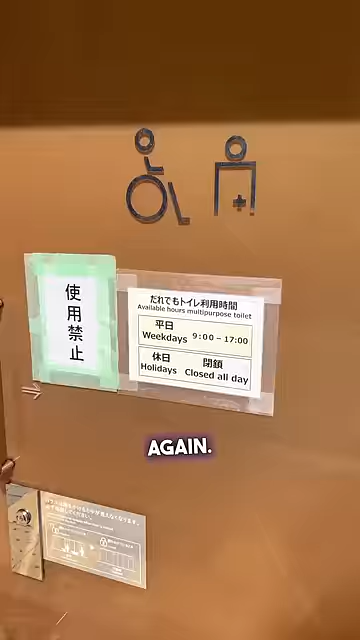 使用禁止
だれでもトイレ利用時間
Available hours multipurpose toilet
平日
Weekdays
9:00－17:00
休日
Holidays
閉鎖
Closed all day
AGAIN.